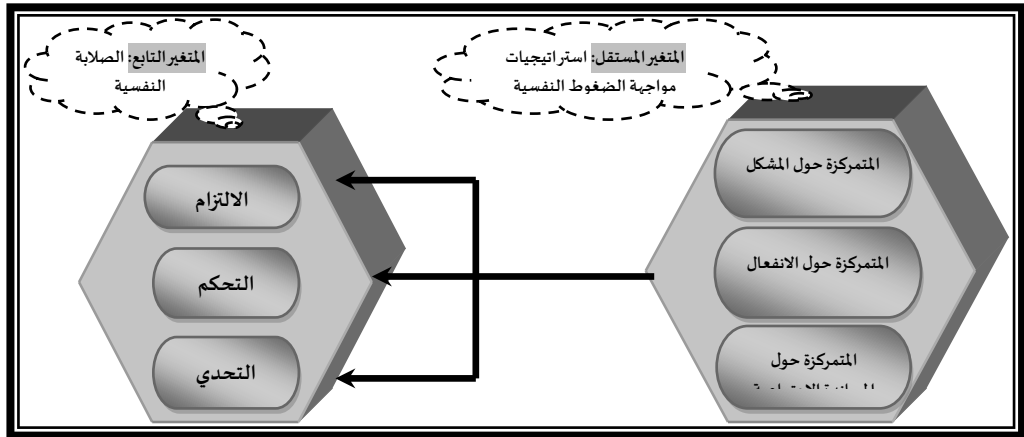 المتغير المستقل: استراتيجيات
مواجهة الضغوط النفسية
المتمركزة حول المشكل
المتمركزة حول الانفعال
المتمركزة حول
المتغير التابع: الصلابة
النفسية
الالتزام
التحكم
التحدي